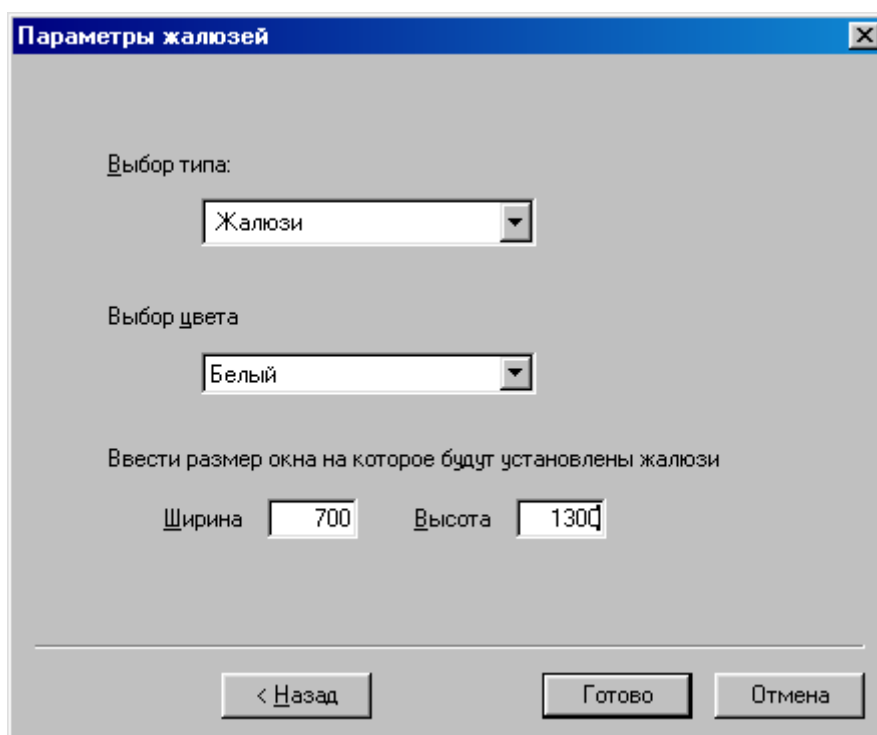 Параметры жалюзей
Выбор типа:
Жалюзи
Выбор цвета
Белый
Ввести размер окна на которое будут установлены жалюзи
Ширина 700 Высота 1300
< Назад Готово Отмена